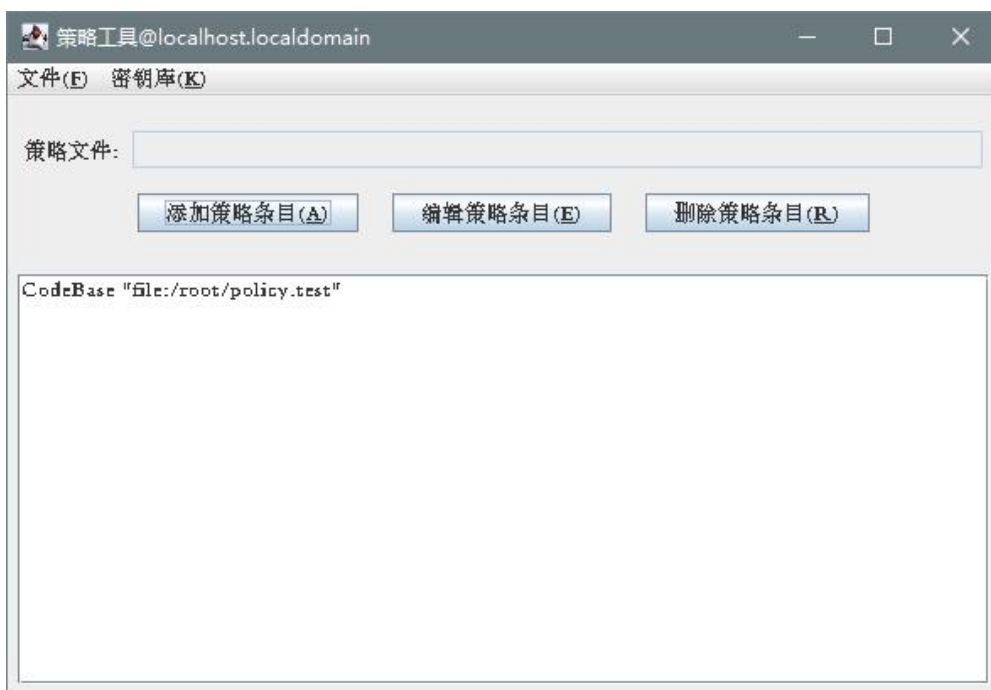 策略工具@localhost.localdomain
文件(F) 密钥库(K)
策略文件:
添加策略条目(A) 编辑策略条目(E) 删除策略条目(R)
CodeBase "file:/root/policy.test"